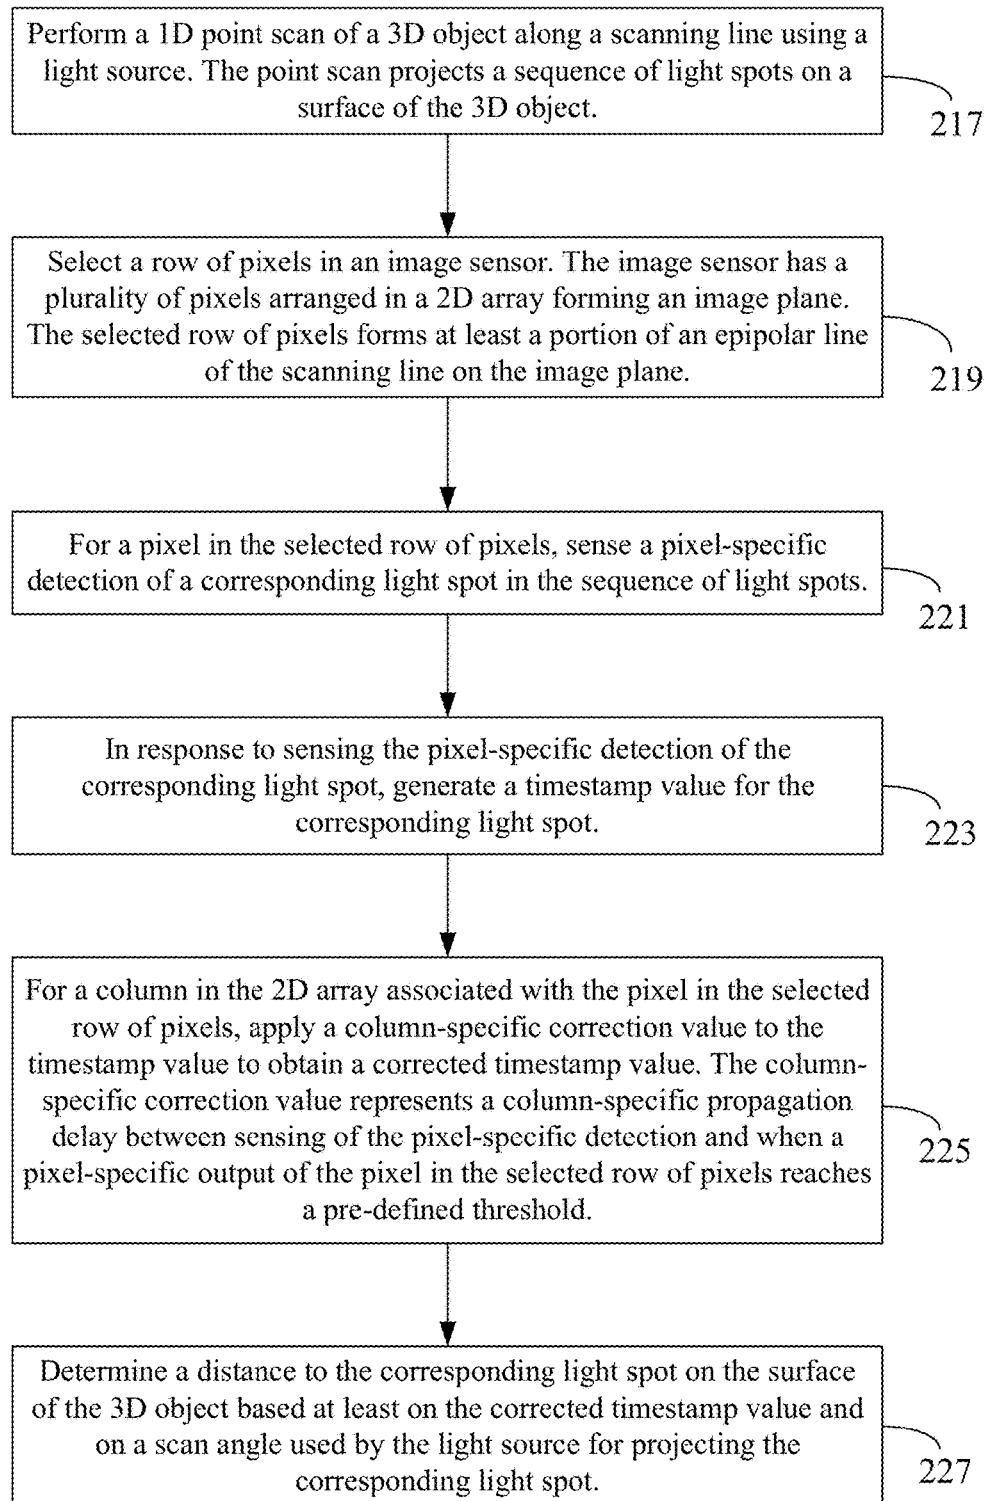 Perform a 1D point scan of a 3D object along a scanning line using a
light source. The point scan projects a sequence of light spots on a
surface of the 3D object.
217
Select a row of pixels in an image sensor. The image sensor has a
plurality of pixels arranged in a 2D array forming an image plane.
The selected row of pixels forms at least a portion of an epipolar line
of the scanning line on the image plane.
219
For a pixel in the selected row of pixels, sense a pixel-specific
detection of a corresponding light spot in the sequence of light spots.
221
In response to sensing the pixel-specific detection of the
corresponding light spot, generate a timestamp value for the
corresponding light spot.
223
For a column in the 2D array associated with the pixel in the selected
row of pixels, apply a column-specific correction value to the
timestamp value to obtain a corrected timestamp value. The column-
specific correction value represents a column-specific propagation
delay between sensing of the pixel-specific detection and when a
pixel-specific output of the pixel in the selected row of pixels reaches
a pre-defined threshold.
225
Determine a distance to the corresponding light spot on the surface
of the 3D object based at least on the corrected timestamp value and
on a scan angle used by the light source for projecting the
corresponding light spot.
227